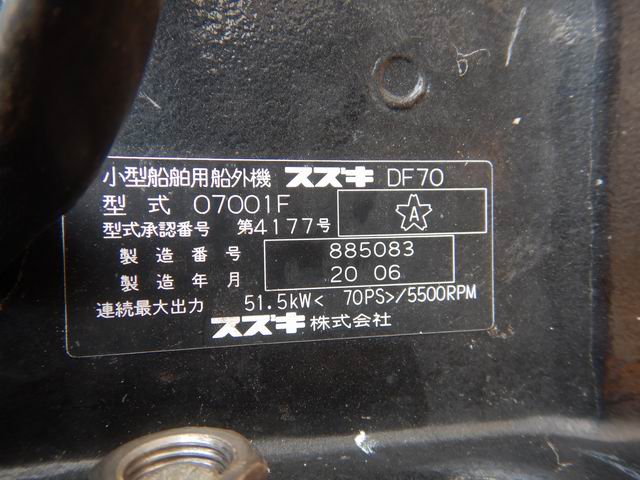 小型船舶用船外機 スズキ DF70
型式 07001F A
型式承認番号 第4177号
製造番号 885083
製造年月 20 06
連続最大出力 51.5kW< 70PS>/5500RPM
スズキ株式会社